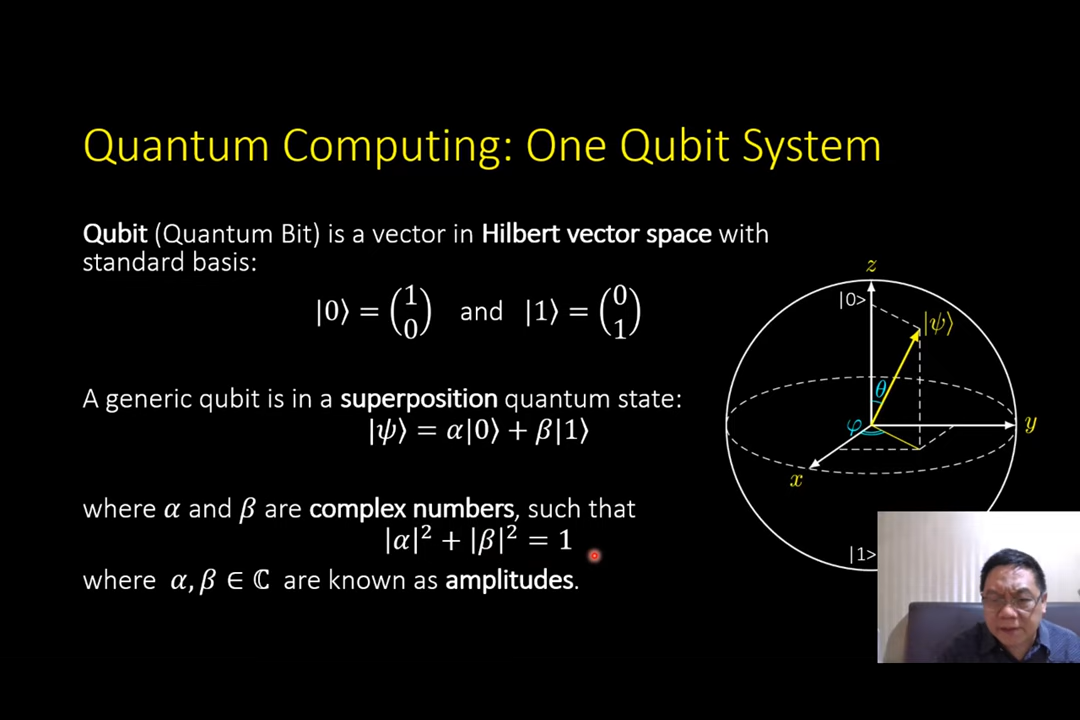 Quantum Computing: One Qubit System
Qubit (Quantum Bit) is a vector in Hilbert vector space with
standard basis:
|0⟩ = (1 0) and |1⟩ = (0 1)
A generic qubit is in a superposition quantum state:
|ψ⟩ = α|0⟩ + β|1⟩
where α and β are complex numbers, such that
|α|² + |β|² = 1
where α, β ∈ ℂ are known as amplitudes.
z
|0>
|ψ⟩
θ
φ
y
x
|1>